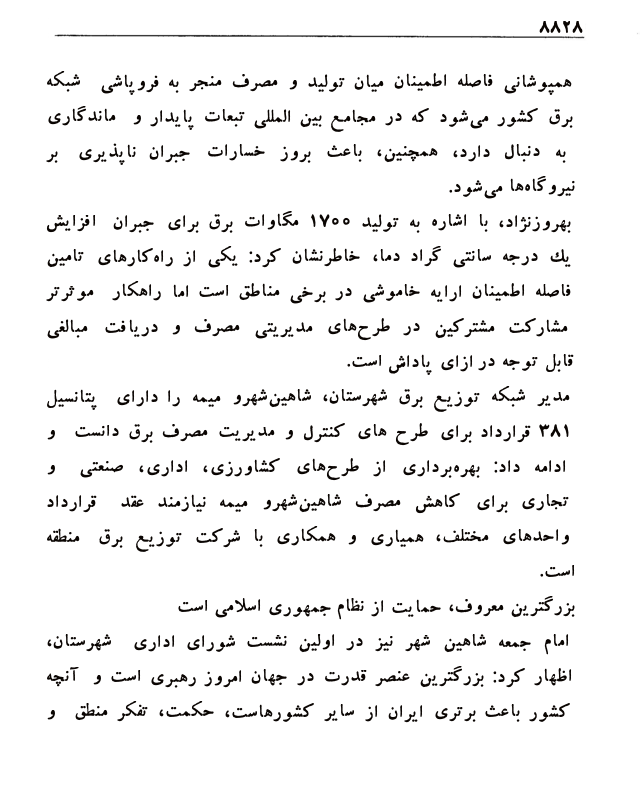 ۸۸۲۸
همپوشانی فاصله اطمینان میان تولید و مصرف منجر به فروپاشی شبکه
برق کشور می‌شود که در مجامع بین المللی تبعات پایدار و ماندگاری
به دنبال دارد، همچنین، باعث بروز خسارات جبران ناپذیری بر
نیروگاه‌ها می‌شود.
بهروزنژاد، با اشاره به تولید ۱۷۰۰ مگاوات برق برای جبران افزایش
یك درجه سانتی گراد دما، خاطرنشان کرد: یکی از راه‌کارهای تامین
فاصله اطمینان ارایه خاموشی در برخی مناطق است اما راهکار موثرتر
مشارکت مشترکین در طرح‌های مدیریتی مصرف و دریافت مبالغی
قابل توجه در ازای پاداش است.
مدیر شبکه توزیع برق شهرستان، شاهین‌شهرو میمه را دارای پتانسیل
۳۸۱ قرارداد برای طرح های کنترل و مدیریت مصرف برق دانست و
ادامه داد: بهره‌برداری از طرح‌های کشاورزی، اداری، صنعتی و
تجاری برای کاهش مصرف شاهین‌شهرو میمه نیازمند عقد قرارداد
واحدهای مختلف، همیاری و همکاری با شرکت توزیع برق منطقه
است.
بزرگترین معروف، حمایت از نظام جمهوری اسلامی است
امام جمعه شاهین شهر نیز در اولین نشست شورای اداری شهرستان،
اظهار کرد: بزرگترین عنصر قدرت در جهان امروز رهبری است و آنچه
کشور باعث برتری ایران از سایر کشورهاست، حکمت، تفکر منطق و